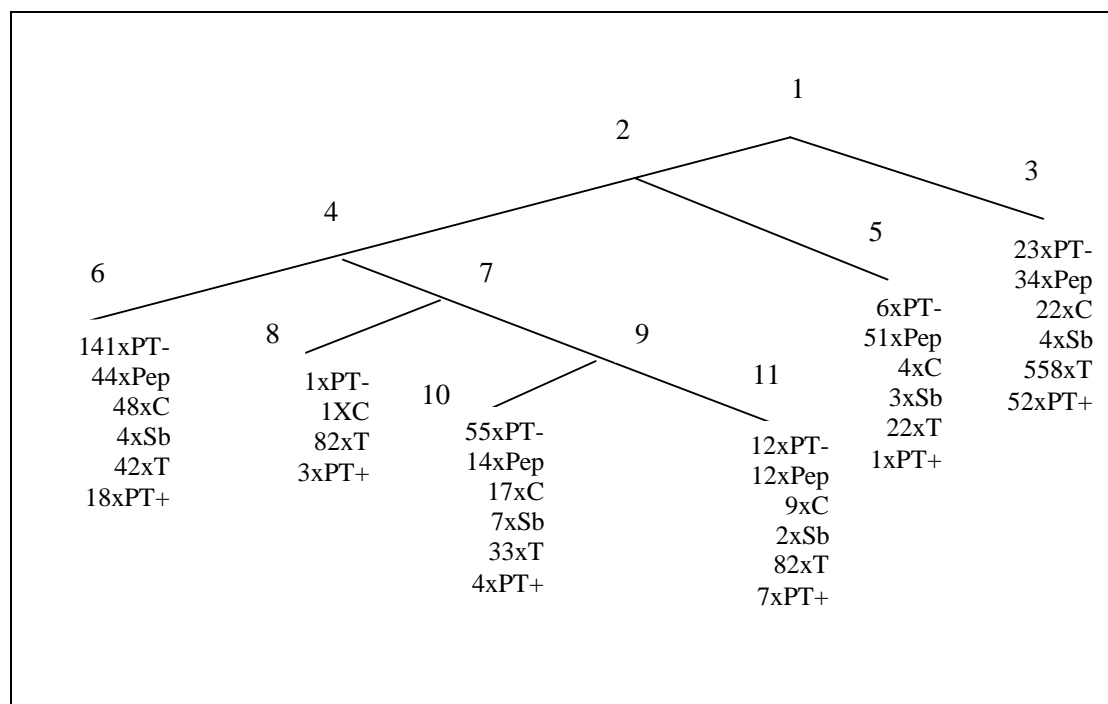 1
2
3
4
5
6
7
8
9
10
11
23xPT-
34xPep
22xC
4xSb
558xT
52xPT+
6xPT-
51xPep
4xC
3xSb
22xT
1xPT+
141xPT-
44xPep
48xC
4xSb
42xT
18xPT+
1xPT-
1XC
82xT
3xPT+
55xPT-
14xPep
17xC
7xSb
33xT
4xPT+
12xPT-
12xPep
9xC
2xSb
82xT
7xPT+